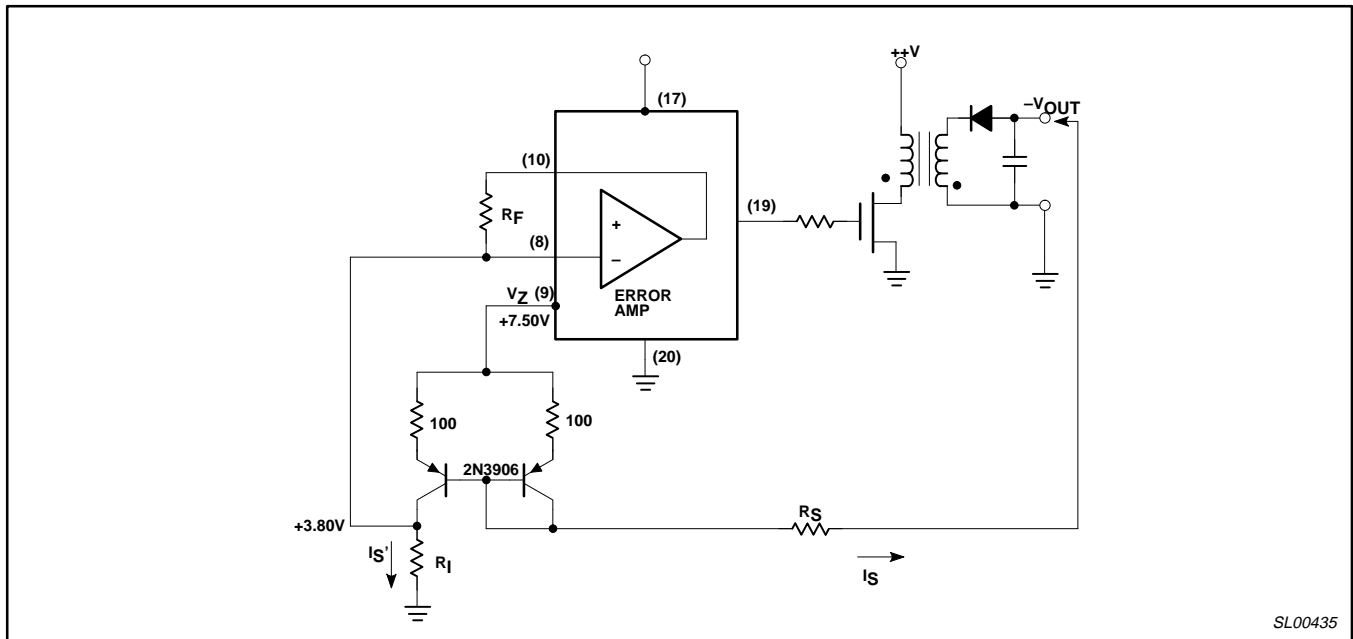 ++V
(17)
–VOUT
(10)
RF
(19)
+
(8)
–
ERROR
AMP
VZ (9)
+7.50V
(20)
100
100
2N3906
RS
+3.80V
IS'
RI
IS
SL00435